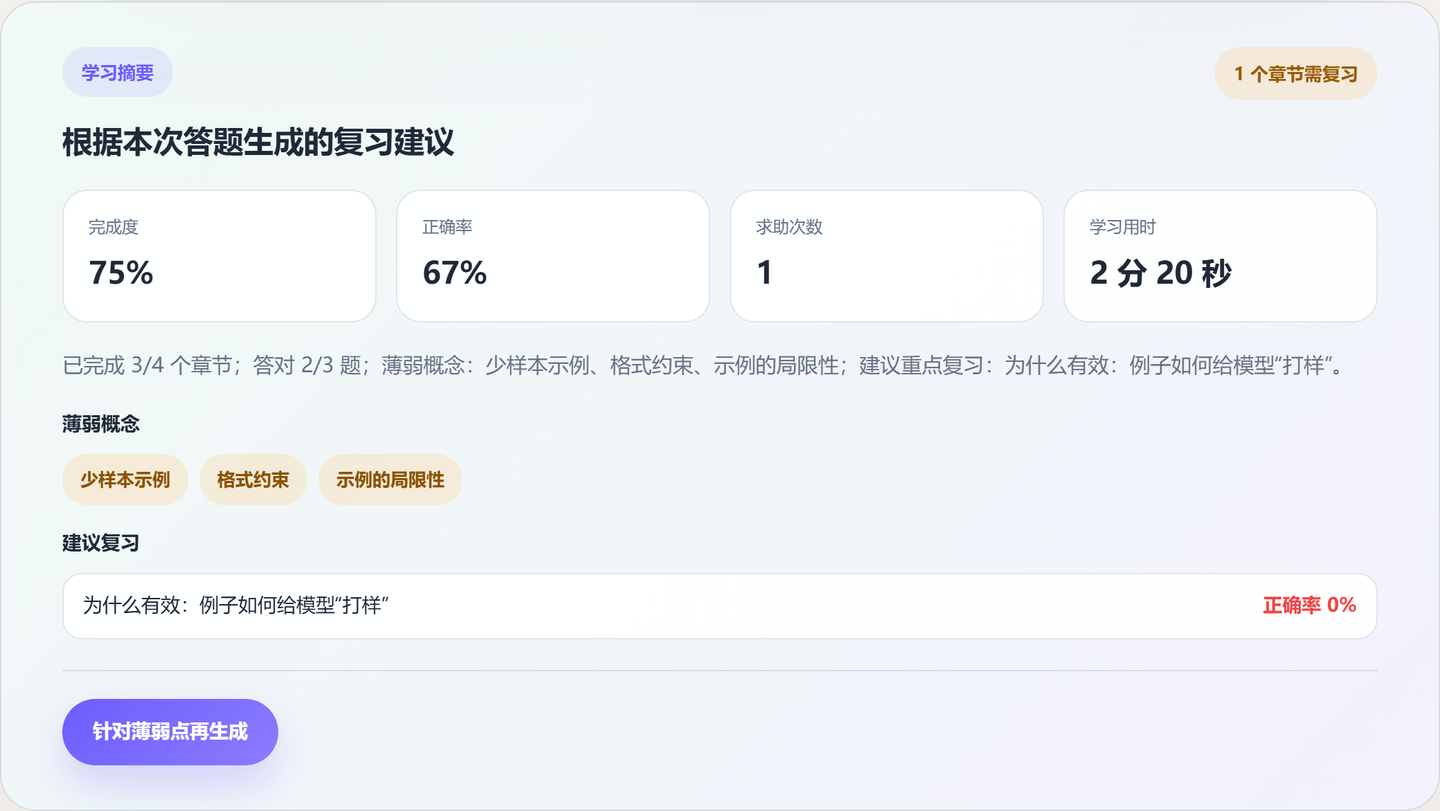 学习摘要
1 个章节需复习
根据本次答题生成的复习建议
完成度
75%
正确率
67%
求助次数
1
学习用时
2 分 20 秒
已完成 3/4 个章节；答对 2/3 题；薄弱概念：少样本示例、格式约束、示例的局限性；建议重点复习：为什么有效：例子如何给模型“打样”。
薄弱概念
少样本示例
格式约束
示例的局限性
建议复习
为什么有效：例子如何给模型“打样”
正确率 0%
针对薄弱点再生成